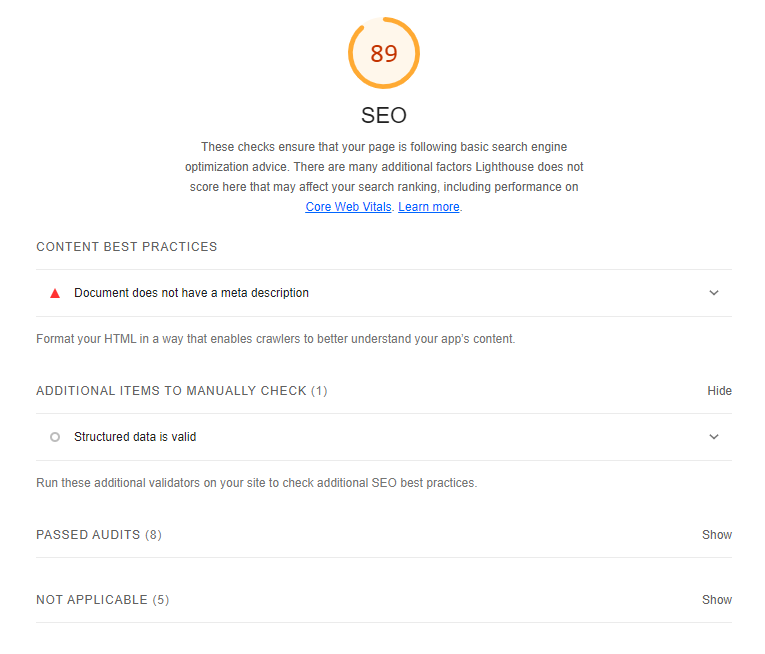 89
SEO
These checks ensure that your page is following basic search engine
optimization advice. There are many additional factors Lighthouse does not
score here that may affect your search ranking, including performance on
Core Web Vitals. Learn more.
CONTENT BEST PRACTICES
Document does not have a meta description
Format your HTML in a way that enables crawlers to better understand your app’s content.
ADDITIONAL ITEMS TO MANUALLY CHECK (1) Hide
Structured data is valid
Run these additional validators on your site to check additional SEO best practices.
PASSED AUDITS (8) Show
NOT APPLICABLE (5) Show